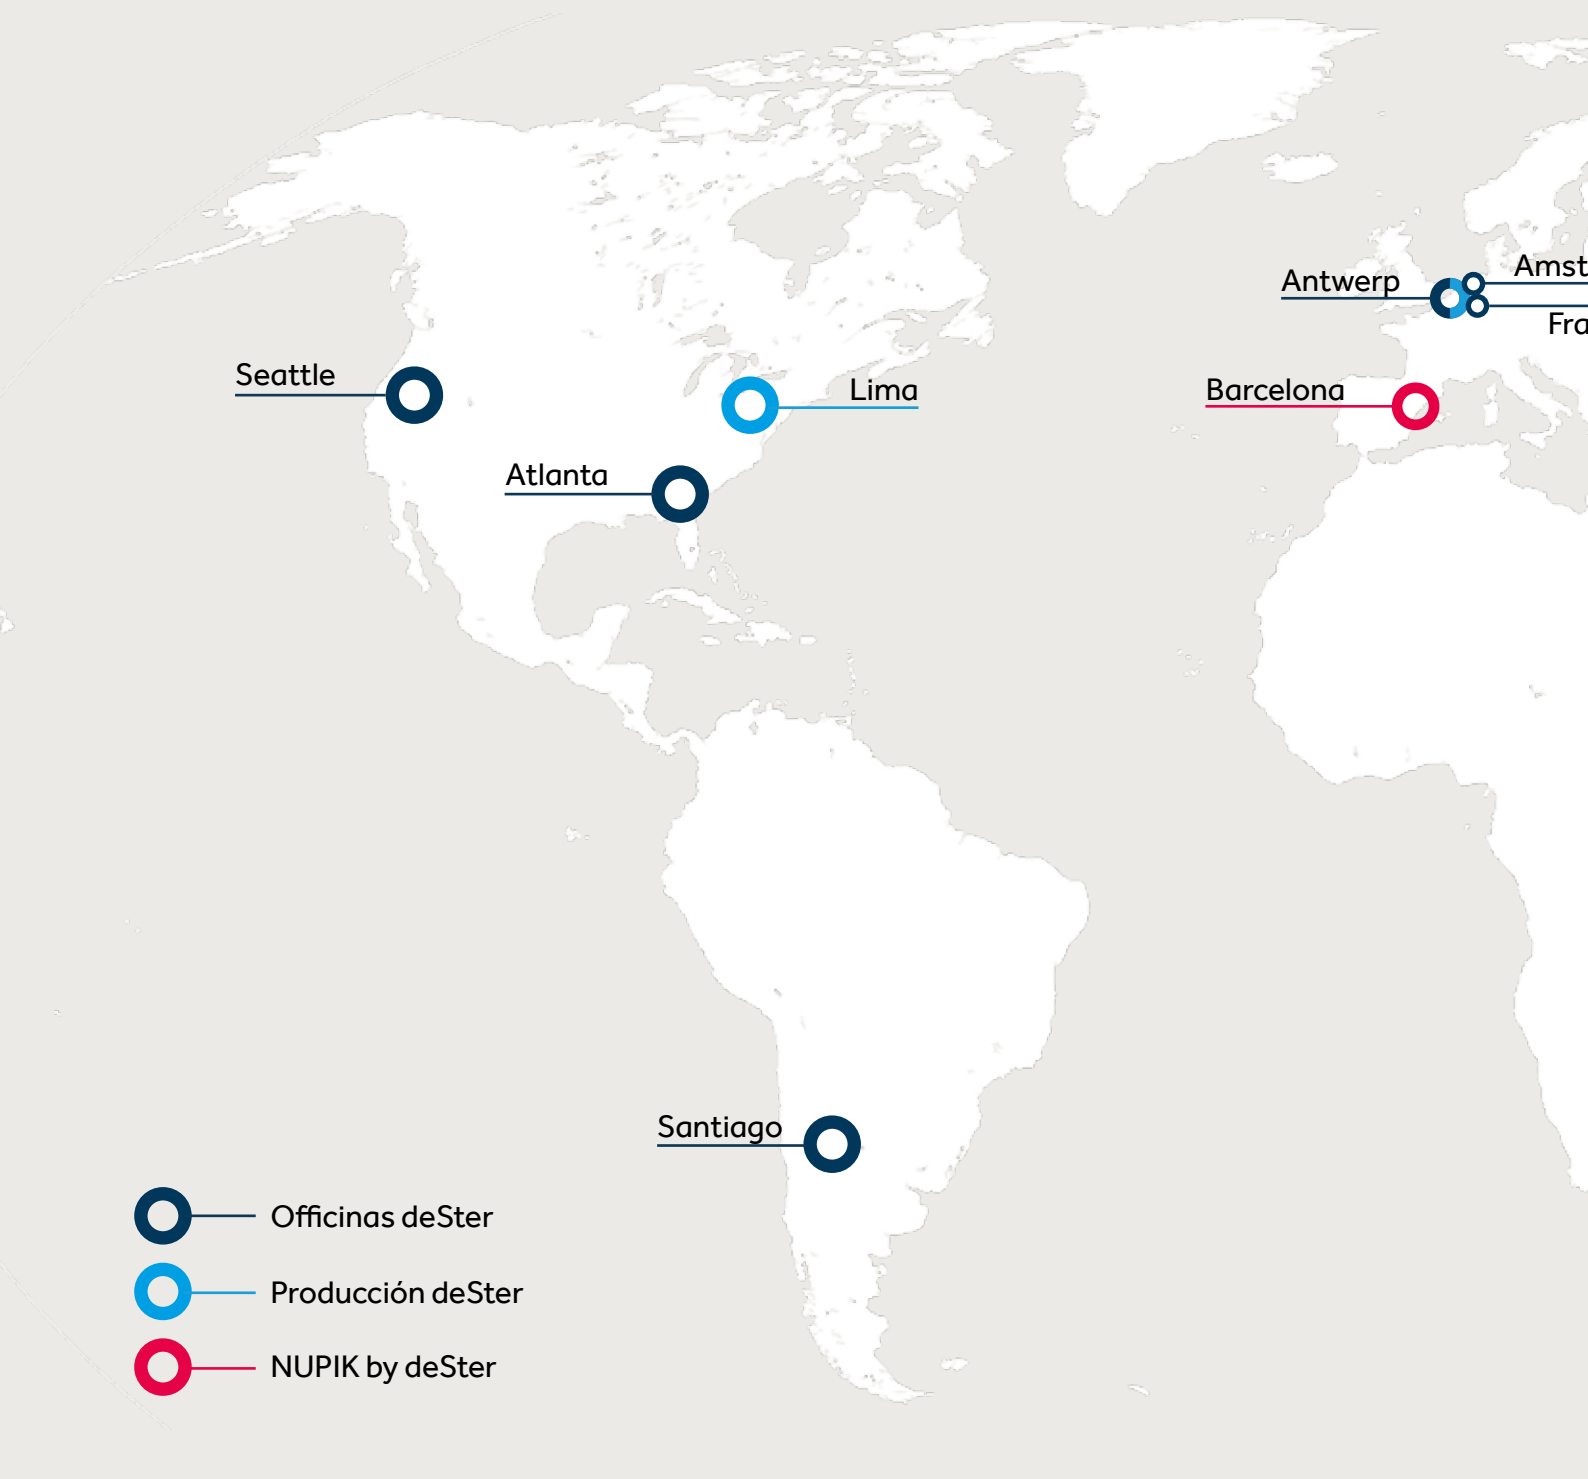 Amst
Antwerp
Fra
Seattle
Lima
Barcelona
Atlanta
Santiago
Officinas deSter
Producción deSter
NUPIK by deSter